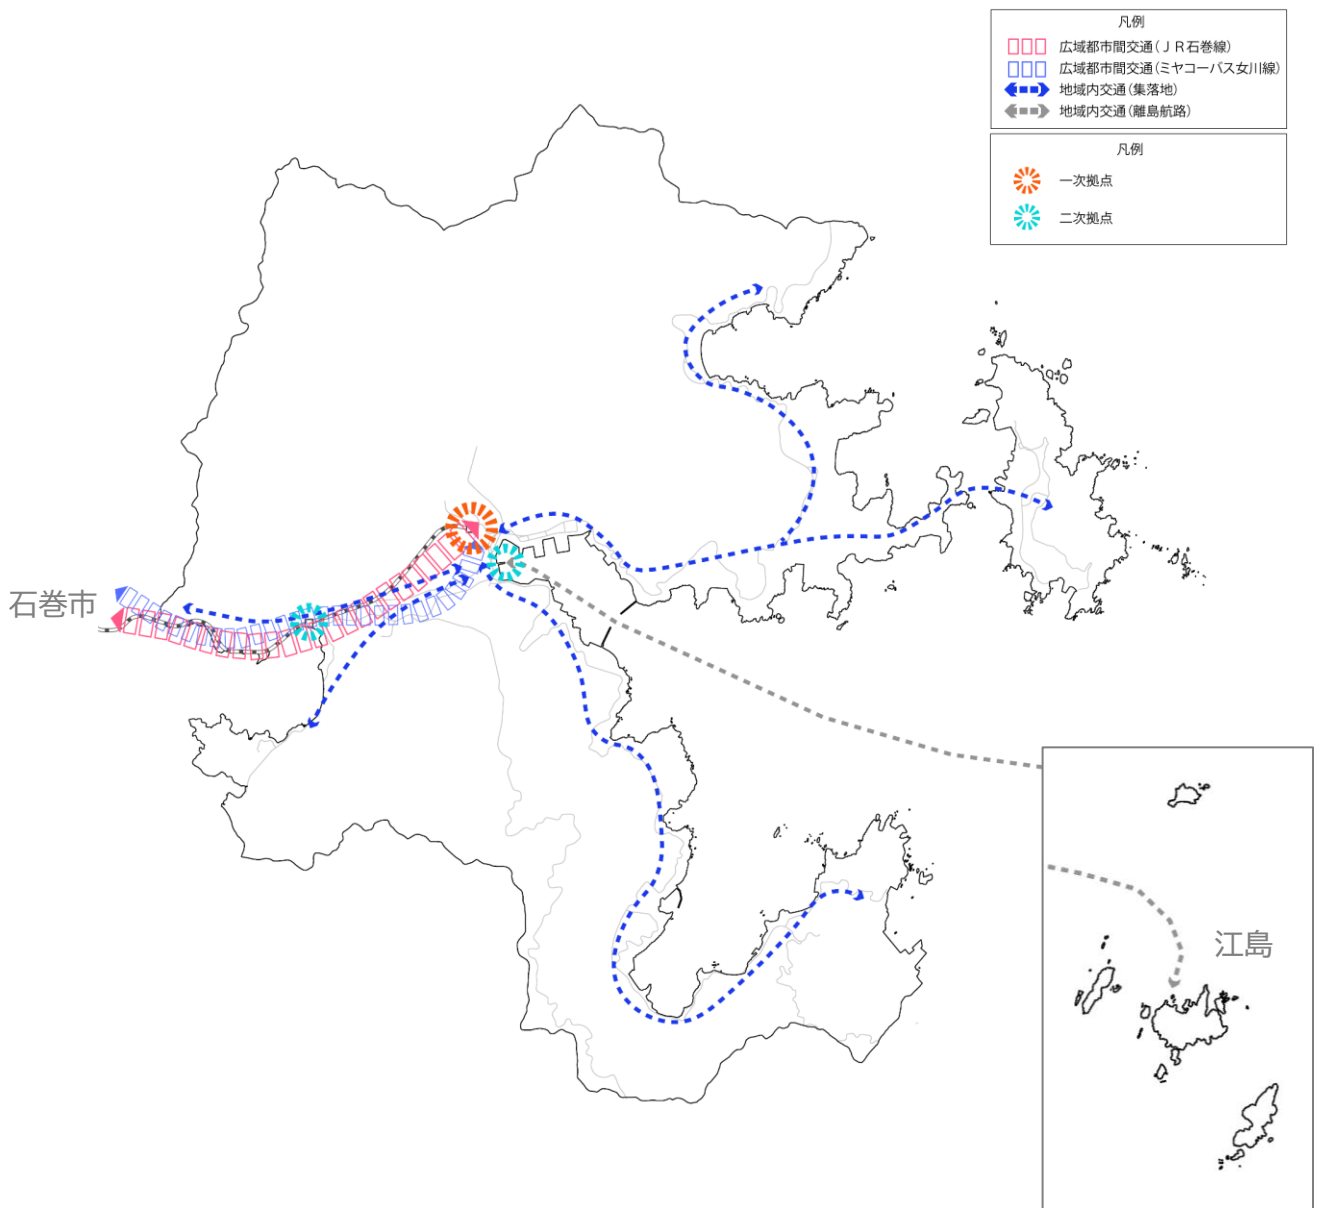 凡例
広域都市間交通(ＪＲ石巻線)
広域都市間交通(ミヤコーバス女川線)
地域内交通(集落地)
地域内交通(離島航路)
凡例
一次拠点
二次拠点
石巻市
江島